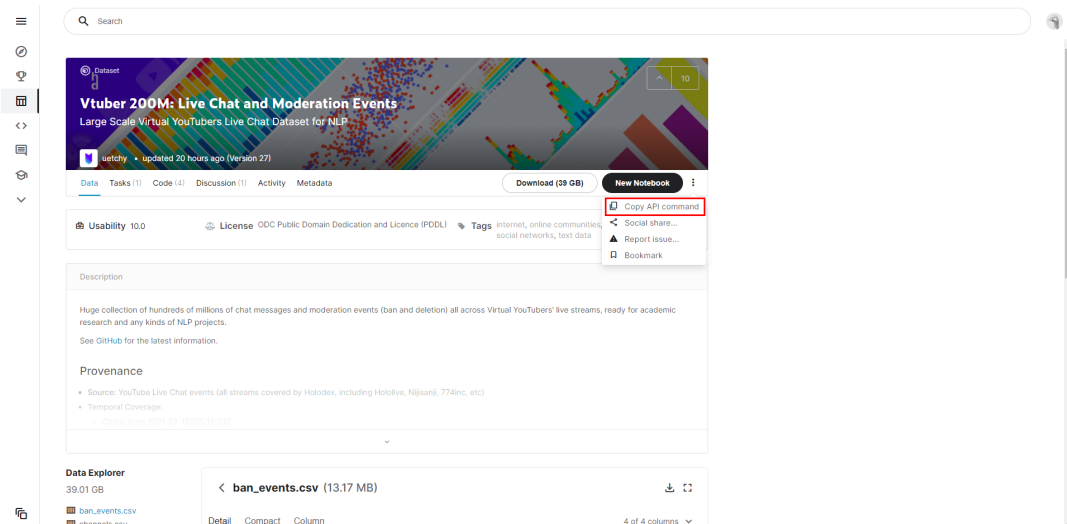 Search
Dataset
10
Vtuber 200M: Live Chat and Moderation Events
Large Scale Virtual YouTubers Live Chat Dataset for NLP
uetchy • updated 20 hours ago (Version 27)
Data Tasks (1) Code (4) Discussion (1) Activity Metadata Download (39 GB) New Notebook
Copy API command
Social share...
Report issue...
Bookmark
Usability 10.0 License ODC Public Domain Dedication and Licence (PDDL) Tags internet, online communities,
social networks, text data
Description
Huge collection of hundreds of millions of chat messages and moderation events (ban and deletion) all across Virtual YouTubers' live streams, ready for academic
research and any kinds of NLP projects.
See GitHub for the latest information.
Provenance
• Source: YouTube Live Chat events (all streams covered by Holodex, including Hololive, Nijisanji, 774inc, etc)
• Temporal Coverage:
Data Explorer
39.01 GB
ban_events.csv
channels.csv
ban_events.csv (13.17 MB)
Detail Compact Column 4 of 4 columns